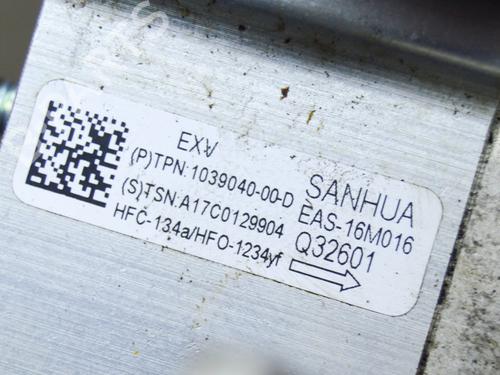 EXV
(P)TPN:1039040-00-D
(S)TSN:A17C0129904
HFC-134a/HFO-1234yf
SANHUA
EAS-16M016
Q32601